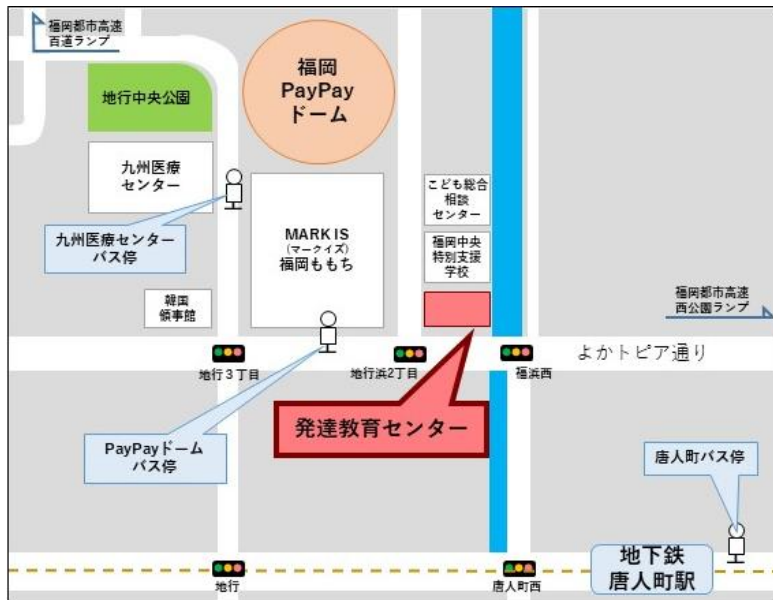 福岡都市高速
百道ランプ
福岡
PayPay
ドーム
地行中央公園
九州医療
センター
こども総合
相談
センター
MARKIS
(マークイズ)
福岡ももち
九州医療センター
バス停
福岡中央
特別支援
学校
韓国
領事館
福岡都市高速
西公園ランプ
よかトピア通り
地行3丁目
地行浜2丁目
福浜西
発達教育センター
PayPayドーム
バス停
唐人町バス停
地下鉄
唐人町駅
地行
唐人町西